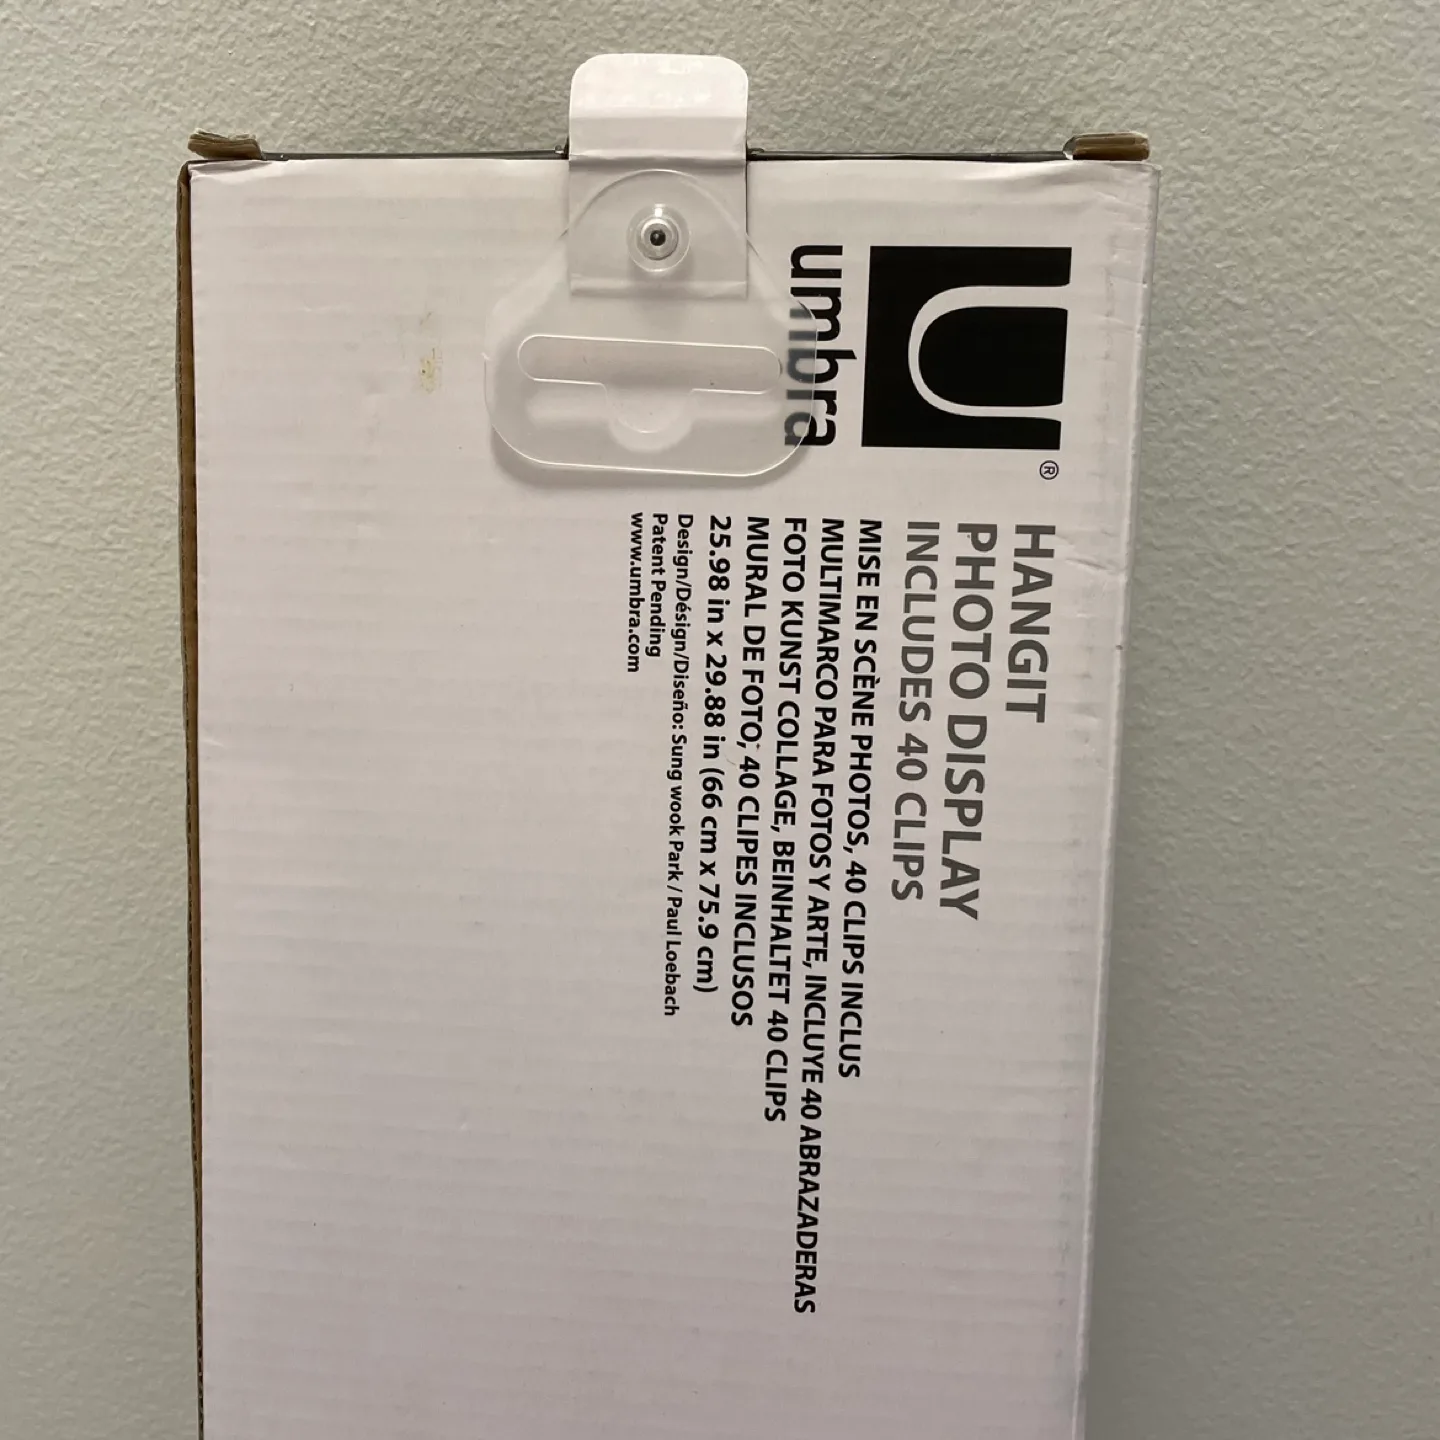 umbra
®
HANGIT
PHOTO DISPLAY
INCLUDES 40 CLIPS
MISE EN SCÈNE PHOTOS, 40 CLIPS INCLUS
MULTIMARCO PARA FOTOS Y ARTE, INCLUYE 40 ABRAZADERAS
FOTO KUNST COLLAGE, BEINHALTET 40 CLIPS
MURAL DE FOTO, 40 CLIPES INCLUSOS
25.98 in x 29.88 in (66 cm x 75.9 cm)
Design/Désign/Diseño: Sung wook Park / Paul Loebach
Patent Pending
www.umbra.com